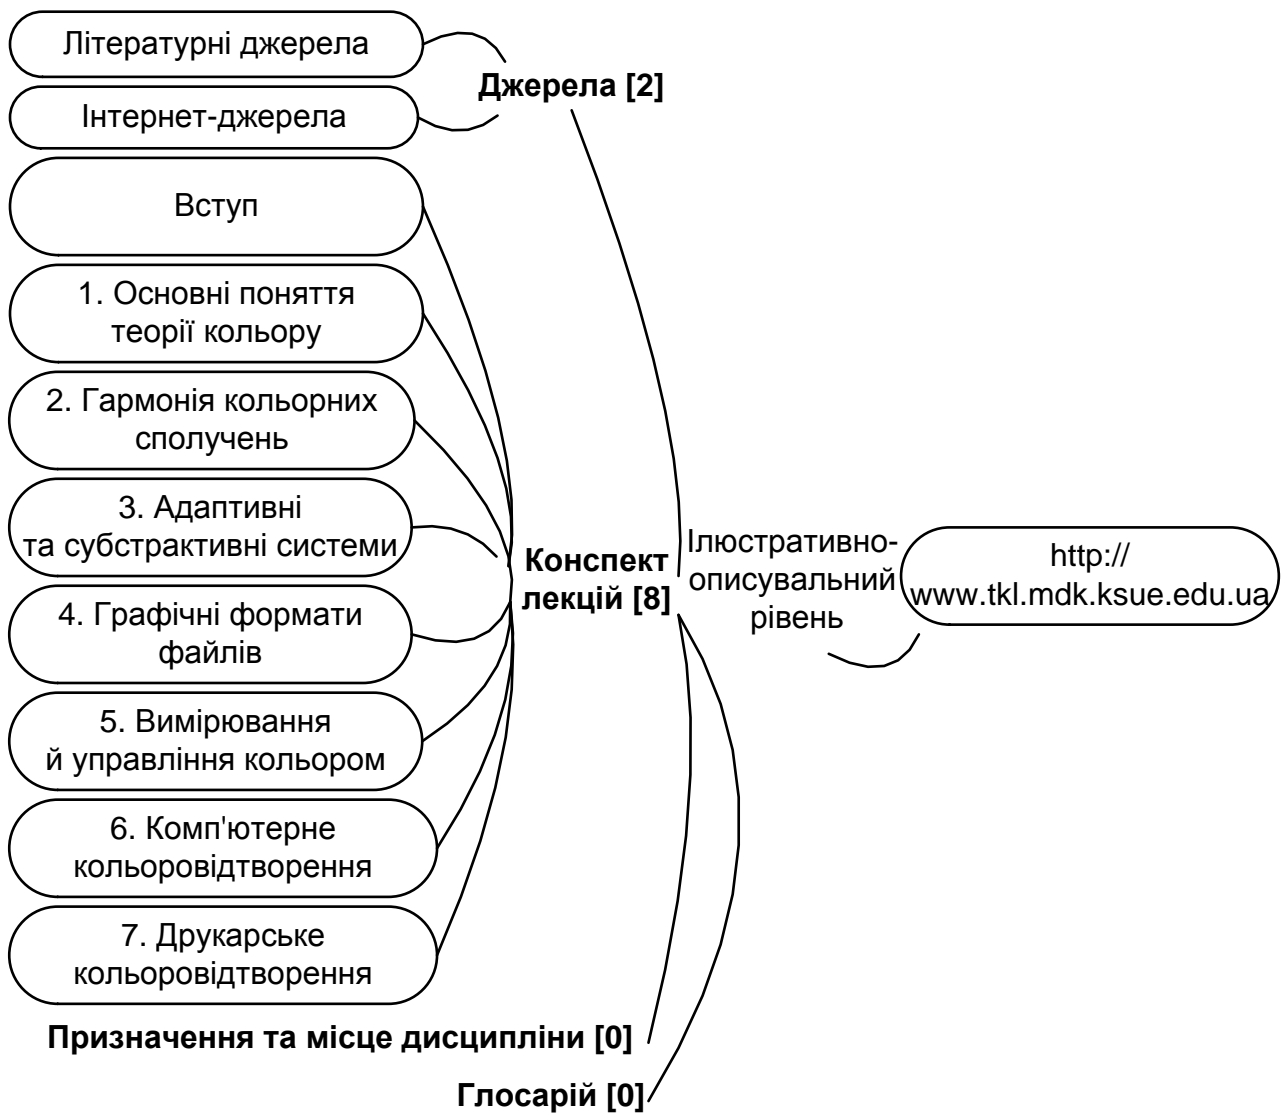 Літературні джерела
Джерела [2]
Інтернет-джерела
Вступ
1. Основні поняття
теорії кольору
2. Гармонія кольорних
сполучень
3. Адаптивні
та субстрактивні системи
4. Графічні формати
файлів
5. Вимірювання
й управління кольором
6. Комп'ютерне
кольоровідтворення
7. Друкарське
кольоровідтворення
Конспект
лекцій [8]
Ілюстративно-
описувальний
рівень
http://
www.tkl.mdk.ksue.edu.ua
Призначення та місце дисципліни [0]
Глосарій [0]